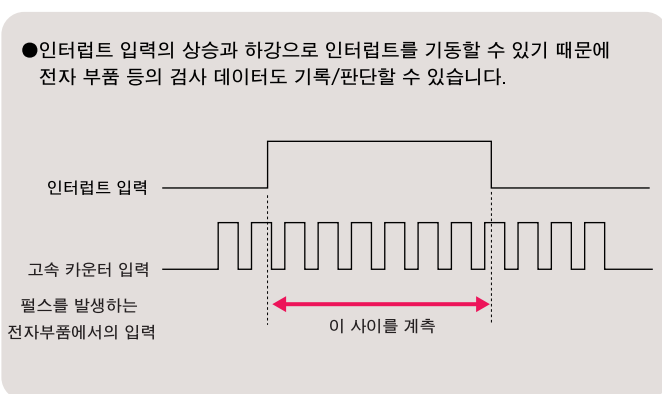 ●인터럽트 입력의 상승과 하강으로 인터럽트를 기동할 수 있기 때문에
전자 부품 등의 검사 데이터도 기록/판단할 수 있습니다.
인터럽트 입력
고속 카운터 입력
펄스를 발생하는
전자부품에서의 입력
이 사이를 계측